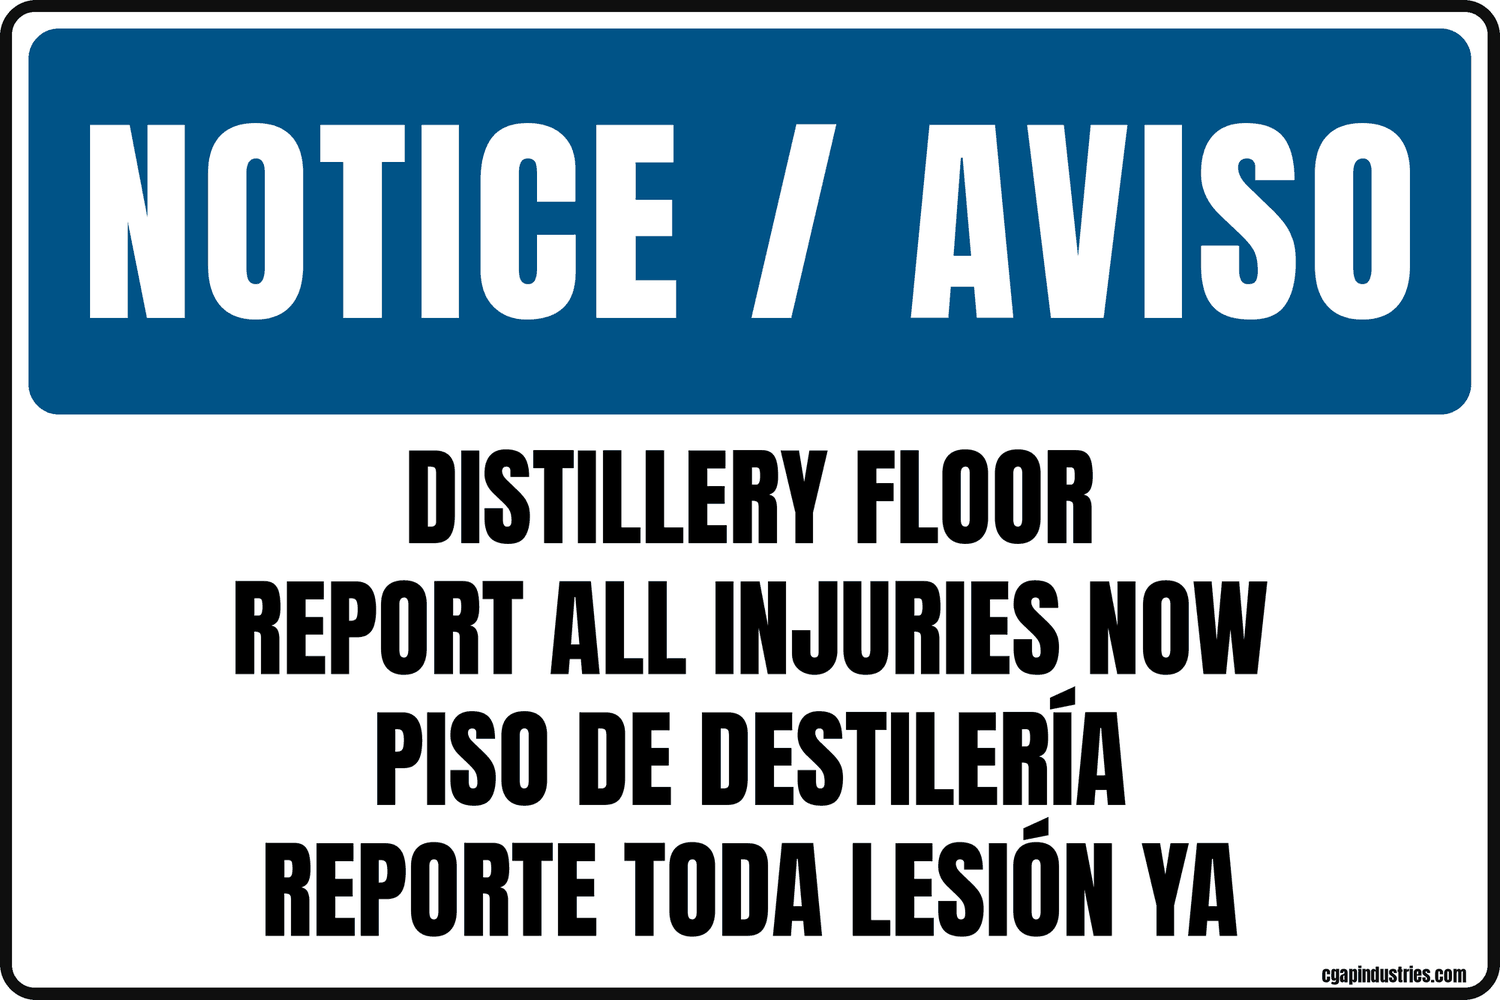 NOTICE / AVISO
DISTILLERY FLOOR
REPORT ALL INJURIES NOW
PISO DE DESTILERÍA
REPORTE TODA LESIÓN YA
cgapindustries.com